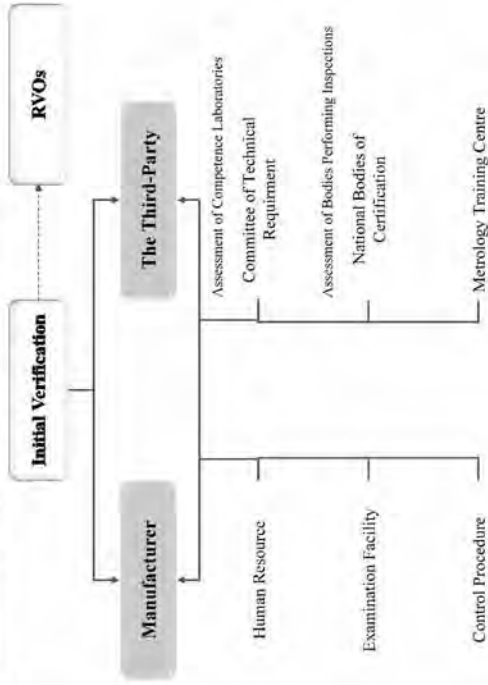 Initial Verification
RVOs
Manufacturer
The Third-Party
Human Resource
Examination Facility
Control Procedure
Assessment of Competence Laboratories
Committee of Technical
Requirment
Assessment of Bodies Performing Inspections
National Bodies of
Certification
Metrology Training Centre